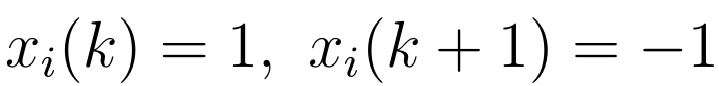 x_i(k) = 1, x_i(k + 1) = −1